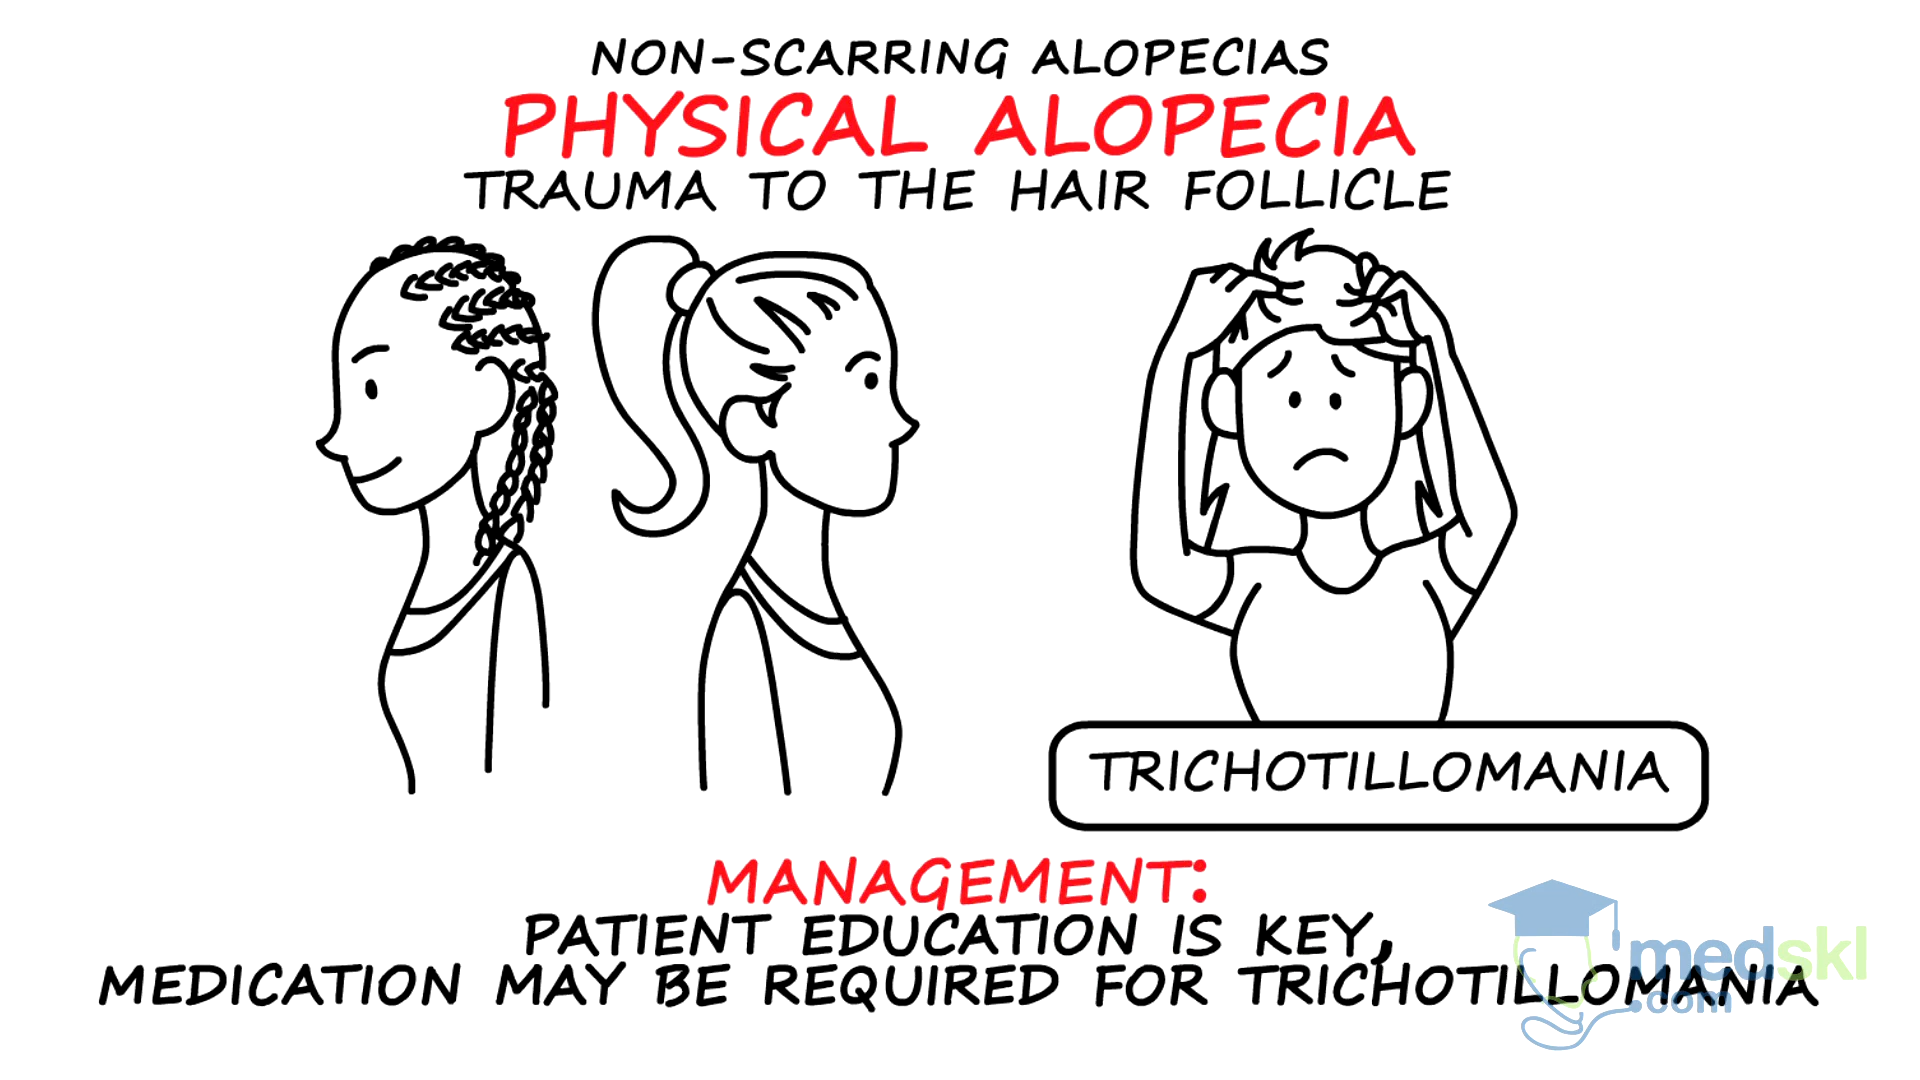 NON-SCARRING ALOPECIAS
PHYSICAL ALOPECIA
TRAUMA TO THE HAIR FOLLICLE
TRICHOTILLOMANIA
MANAGEMENT:
PATIENT EDUCATION IS KEY,
MEDICATION MAY BE REQUIRED FOR TRICHOTILLOMANIA
medskl
.com